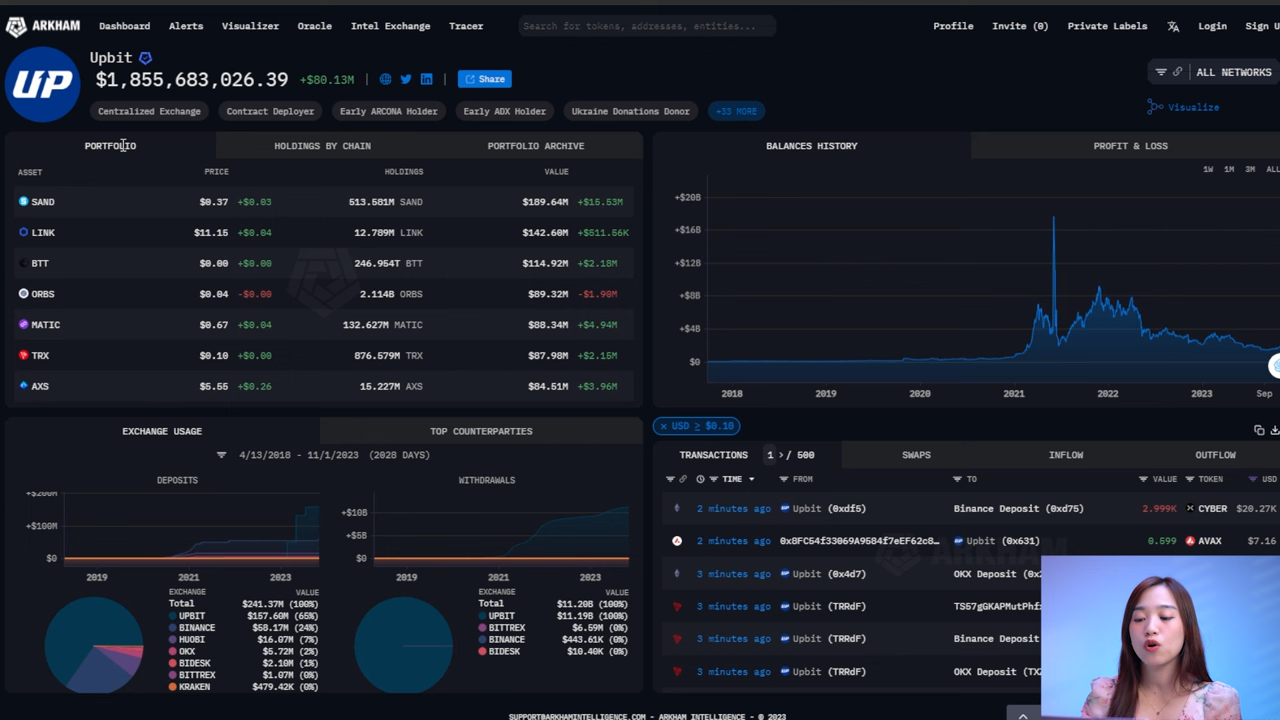 ARKHAM Dashboard Alerts Visualizer Oracle Intel Exchange Tracer Search for tokens, addresses, entities... Profile Invite (0) Private Labels Login Sign U
UP
Upbit
$1,855,683,026.39 +$80.13M Share
ALL NETWORKS
Centralized Exchange Contract Deployer Early ARCONA Holder Early ADX Holder Ukraine Donations Donor +33 MORE
Visualize
PORTFOLIO HOLDINGS BY CHAIN PORTFOLIO ARCHIVE
ASSET PRICE HOLDINGS VALUE
SAND $0.37 +$0.03 513.581M SAND $189.64M +$15.53M
LINK $11.15 +$0.04 12.789M LINK $142.60M +$511.56K
BTT $0.00 +$0.00 246.954T BTT $114.92M +$2.18M
ORBS $0.04 -$0.00 2.114B ORBS $89.32M -$1.90M
MATIC $0.67 +$0.04 132.627M MATIC $88.34M +$4.94M
TRX $0.10 +$0.00 876.579M TRX $87.98M +$2.15M
AXS $5.55 +$0.26 15.227M AXS $84.51M +$3.96M
BALANCES HISTORY PROFIT & LOSS
1W 1M 3M ALL
+$20B
+$16B
+$12B
+$8B
+$4B
$0
2018 2019 2020 2021 2022 2023 Sep
EXCHANGE USAGE TOP COUNTERPARTIES
4/13/2018 - 11/1/2023 (2028 DAYS)
DEPOSITS
+$200M
+$100M
$0
2019 2021 2023
EXCHANGE VALUE
Total $241.37M (100%)
UPBIT $157.60M (65%)
BINANCE $58.17M (24%)
HUOBI $16.07M (7%)
OKX $5.72M (2%)
BIDESK $2.10M (1%)
BITTREX $1.07M (0%)
KRAKEN $479.42K (0%)
WITHDRAWALS
+$10B
+$5B
$0
2019 2021 2023
EXCHANGE VALUE
Total $11.20B (100%)
UPBIT $11.19B (100%)
BITTREX $6.59M (0%)
BINANCE $443.61K (0%)
BIDESK $10.40K (0%)
USD ≥ $0.10
TRANSACTIONS 1 > / 500 SWAPS INFLOW OUTFLOW
TIME FROM TO VALUE TOKEN USD
2 minutes ago Upbit (0xdf5) Binance Deposit (0xd75) 2.999K CYBER $20.27K
2 minutes ago Upbit (0x631) 0.599 AVAX $7.16
3 minutes ago Upbit (0x4d7) OKX Deposit (0x2
3 minutes ago Upbit (TRRdF)
3 minutes ago Upbit (TRRdF) Binance Deposi
3 minutes ago Upbit (TRRdF) OKX Deposit (TX
SUPPORT@ARKHAMINTELLIGENCE.COM - ARKHAM INTELLIGENCE - © 2023